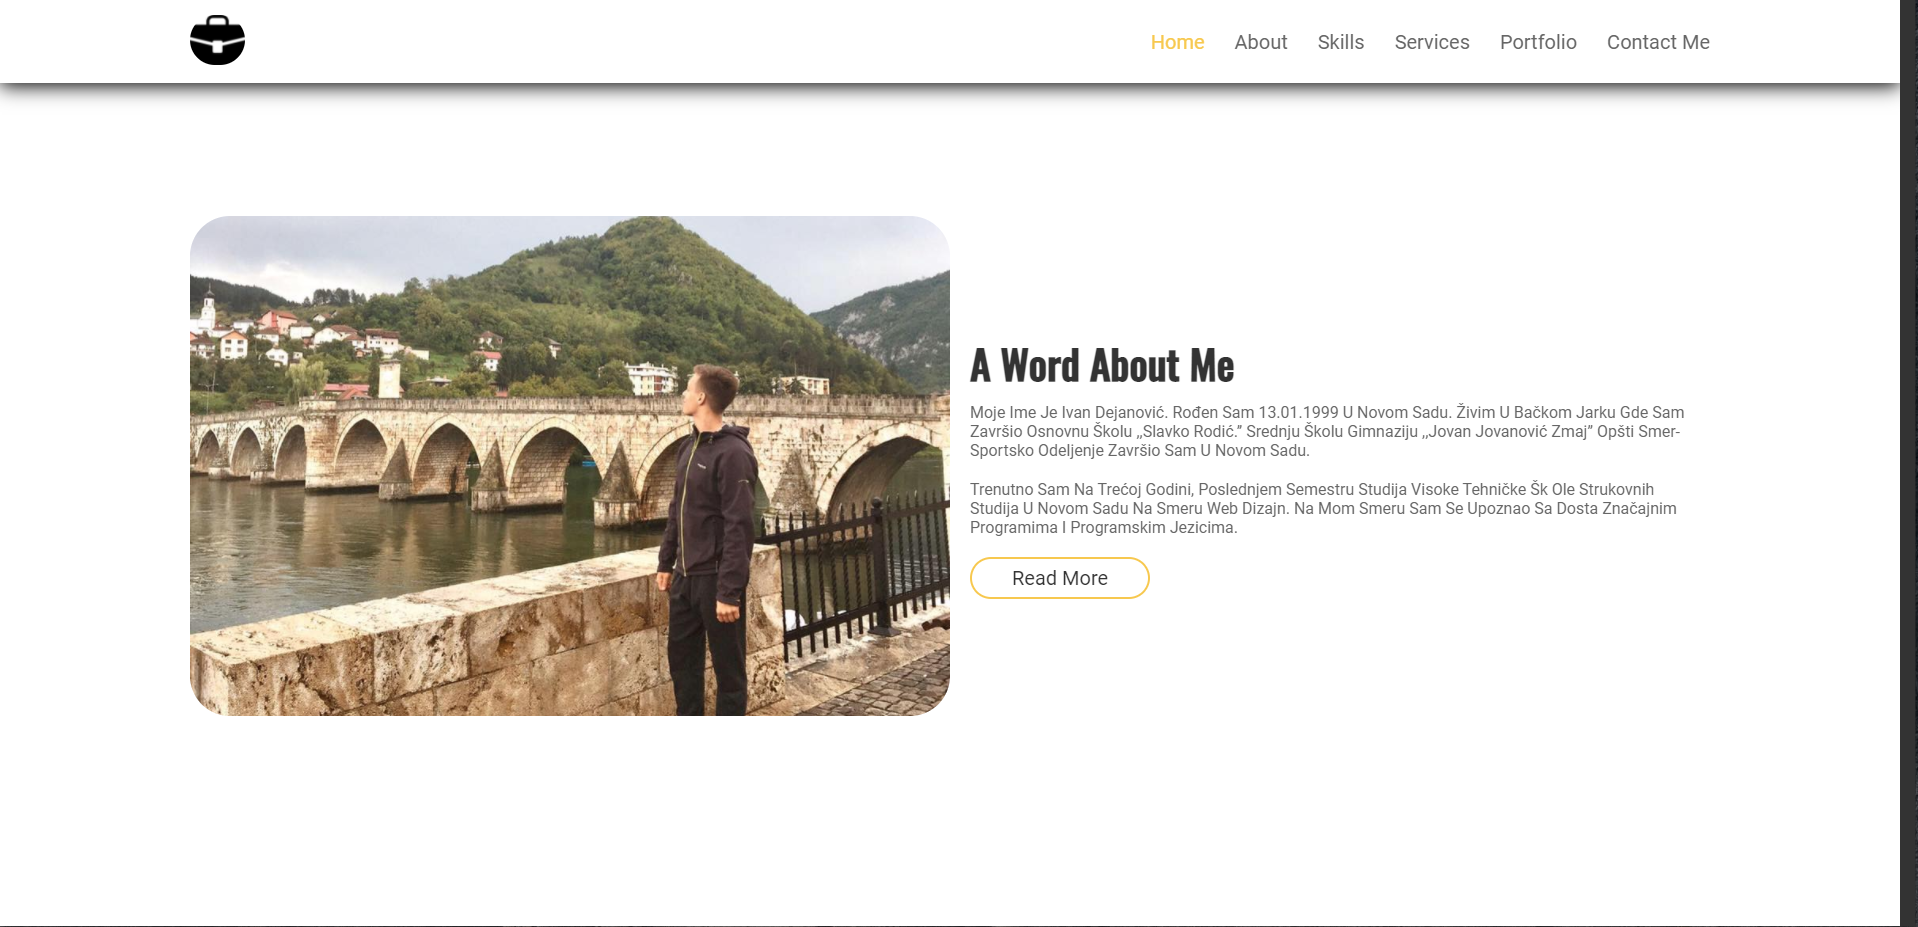 Home About Skills Services Portfolio Contact Me
A Word About Me
Moje Ime Je Ivan Dejanović. Rođen Sam 13.01.1999 U Novom Sadu. Živim U Bačkom Jarku Gde Sam
Završio Osnovnu Školu ,,Slavko Rodić.” Srednju Školu Gimnaziju ,,Jovan Jovanović Zmaj” Opšti Smer-
Sportsko Odeljenje Završio Sam U Novom Sadu.
Trenutno Sam Na Trećoj Godini, Poslednjem Semestru Studija Visoke Tehničke Šk Ole Strukovnih
Studija U Novom Sadu Na Smeru Web Dizajn. Na Mom Smeru Sam Se Upoznao Sa Dosta Značajnim
Programima I Programskim Jezicima.
Read More